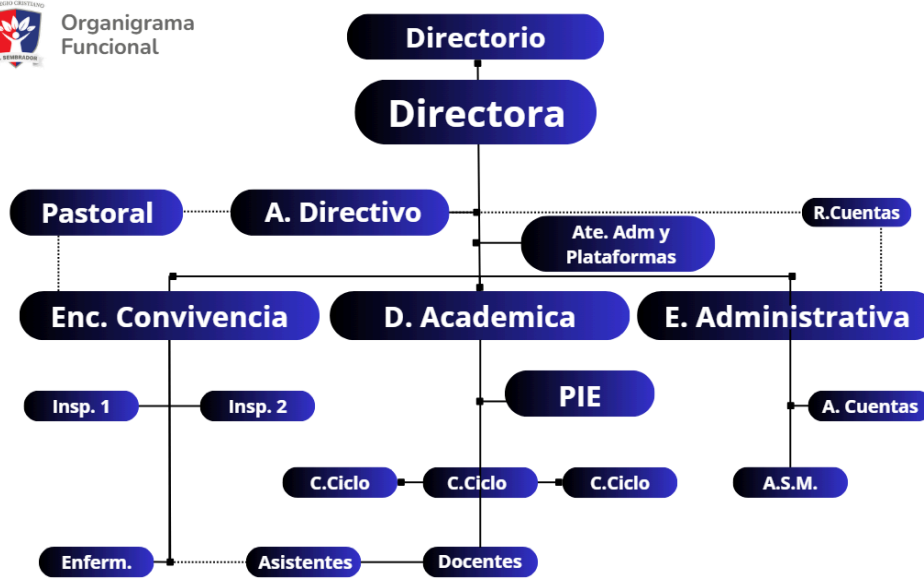 Organigrama
Funcional
Directorio
Directora
Pastoral
A. Directivo
R.Cuentas
Ate. Adm y
Plataformas
Enc. Convivencia
D. Academica
E. Administrativa
PIE
Insp. 1
Insp. 2
A. Cuentas
C.Ciclo
C.Ciclo
C.Ciclo
A.S.M.
Enferm.
Asistentes
Docentes